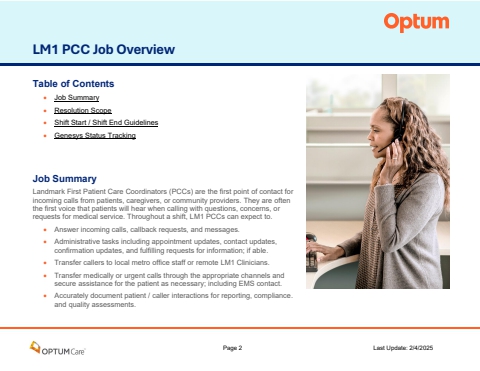 Optum
LM1 PCC Job Overview
Table of Contents
• Job Summary
• Resolution Scope
• Shift Start / Shift End Guidelines
• Genesys Status Tracking
Job Summary
Landmark First Patient Care Coordinators (PCCs) are the first point of contact for
incoming calls from patients, caregivers, or community providers. They are often
the first voice that patients will hear when calling with questions, concerns, or
requests for medical service. Throughout a shift, LM1 PCCs can expect to.
• Answer incoming calls, callback requests, and messages.
• Administrative tasks including appointment updates, contact updates,
confirmation updates, and fulfilling requests for information; if able.
• Transfer callers to local metro office staff or remote LM1 Clinicians.
• Transfer medically or urgent calls through the appropriate channels and
secure assistance for the patient as necessary; including EMS contact.
• Accurately document patient / caller interactions for reporting, compliance.
and quality assessments.
OPTUMCare
Page 2
Last Update: 2/4/2025